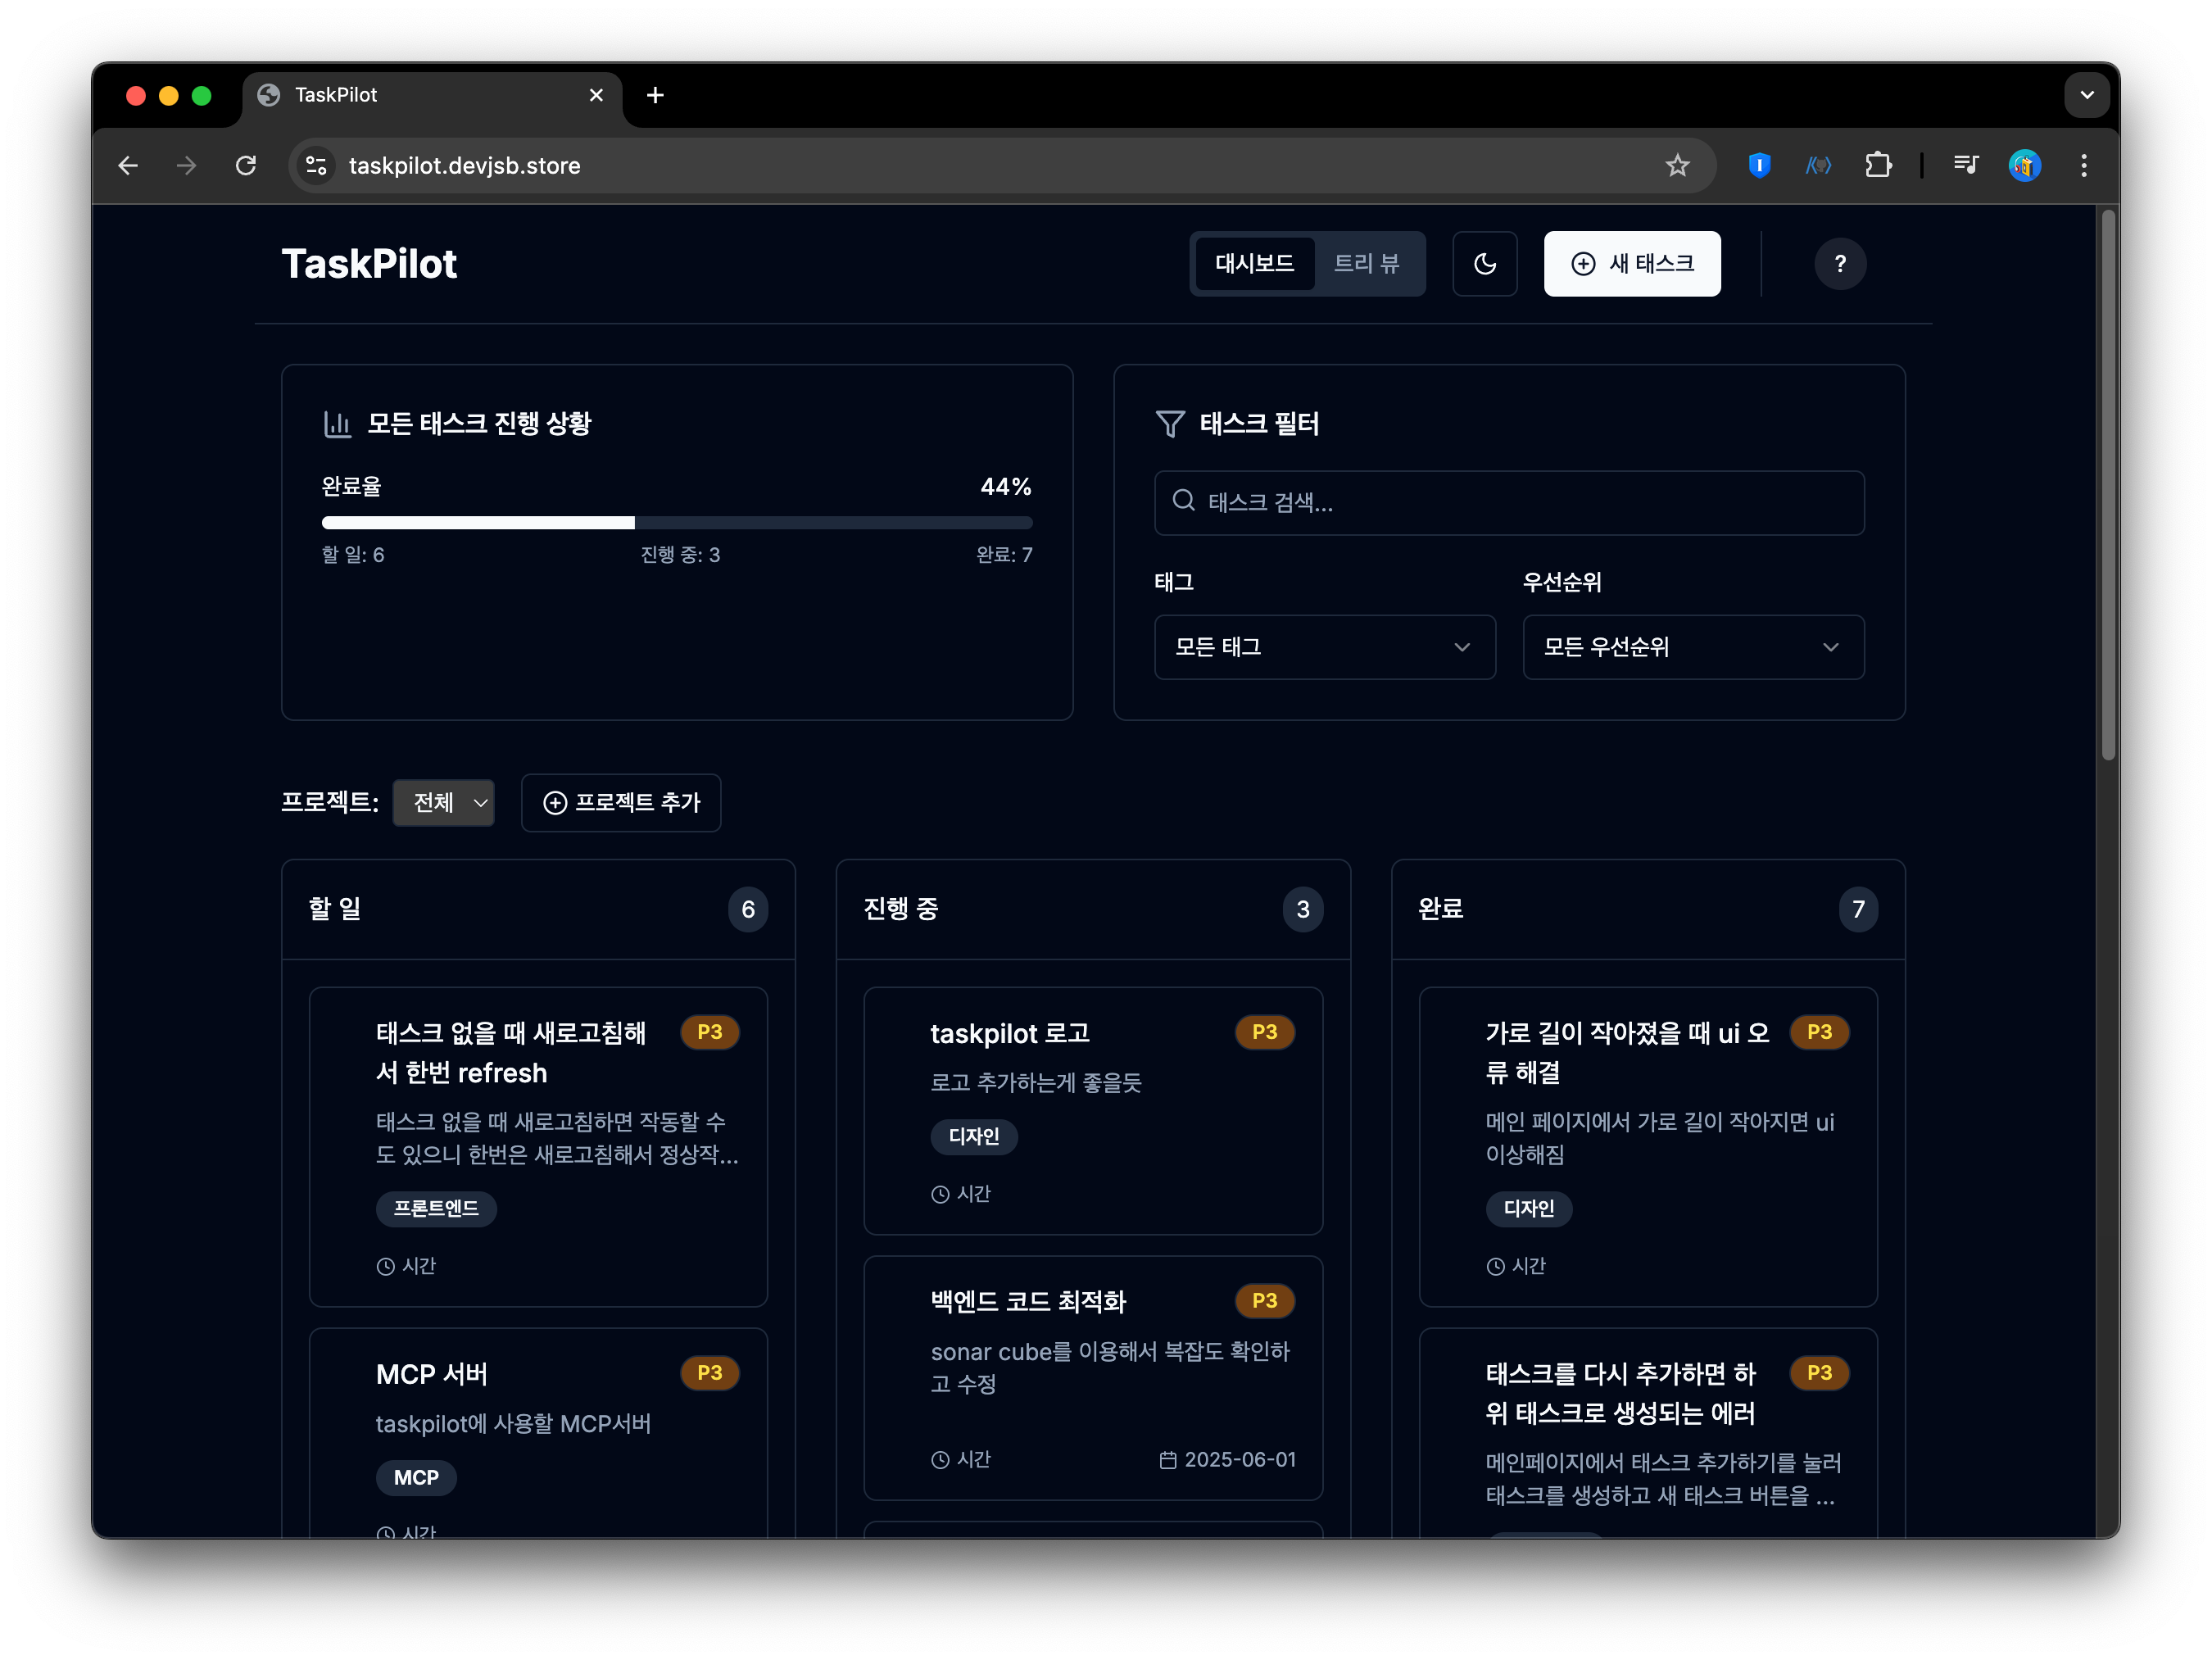 TaskPilot
taskpilot.devjsb.store
TaskPilot
대시보드
트리 뷰
새 태스크
?
모든 태스크 진행 상황
완료율
44%
할 일: 6
진행 중: 3
완료: 7
태스크 필터
태스크 검색...
태그
우선순위
모든 태그
모든 우선순위
프로젝트:
전체
프로젝트 추가
할 일
6
태스크 없을 때 새로고침해
서 한번 refresh
P3
태스크 없을 때 새로고침하면 작동할 수
도 있으니 한번은 새로고침해서 정상작...
프론트엔드
시간
MCP 서버
P3
taskpilot에 사용할 MCP서버
MCP
시간
진행 중
3
taskpilot 로고
P3
로고 추가하는게 좋을듯
디자인
시간
백엔드 코드 최적화
P3
sonar cube를 이용해서 복잡도 확인하
고 수정
시간
2025-06-01
완료
7
가로 길이 작아졌을 때 ui 오
류 해결
P3
메인 페이지에서 가로 길이 작아지면 ui
이상해짐
디자인
시간
태스크를 다시 추가하면 하
위 태스크로 생성되는 에러
P3
메인페이지에서 태스크 추가하기를 눌러
태스크를 생성하고 새 태스크 버튼을 ...